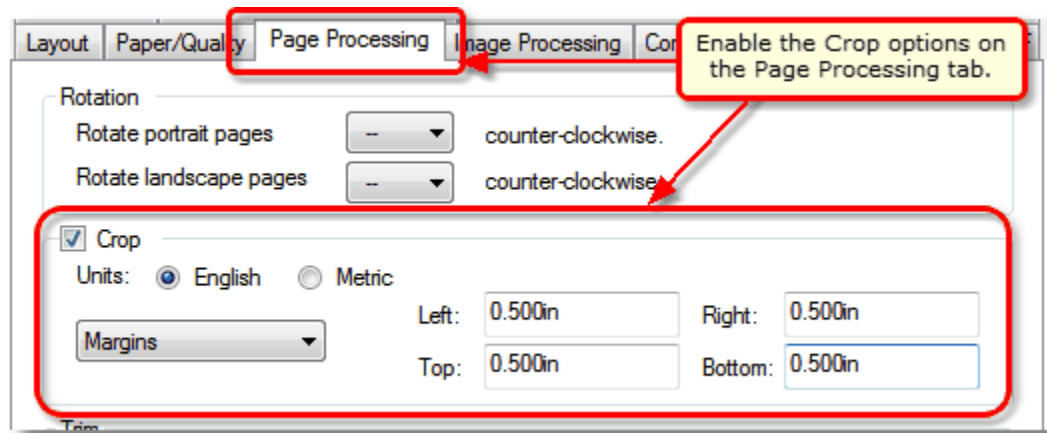 Layout Paper/Quality Page Processing Image Processing
Enable the Crop options on
the Page Processing tab.
Rotation
Rotate portrait pages -- counter-clockwise.
Rotate landscape pages -- counter-clockwise
Crop
Units: English Metric
Margins
Left: 0.500in Right: 0.500in
Top: 0.500in Bottom: 0.500in
Trim